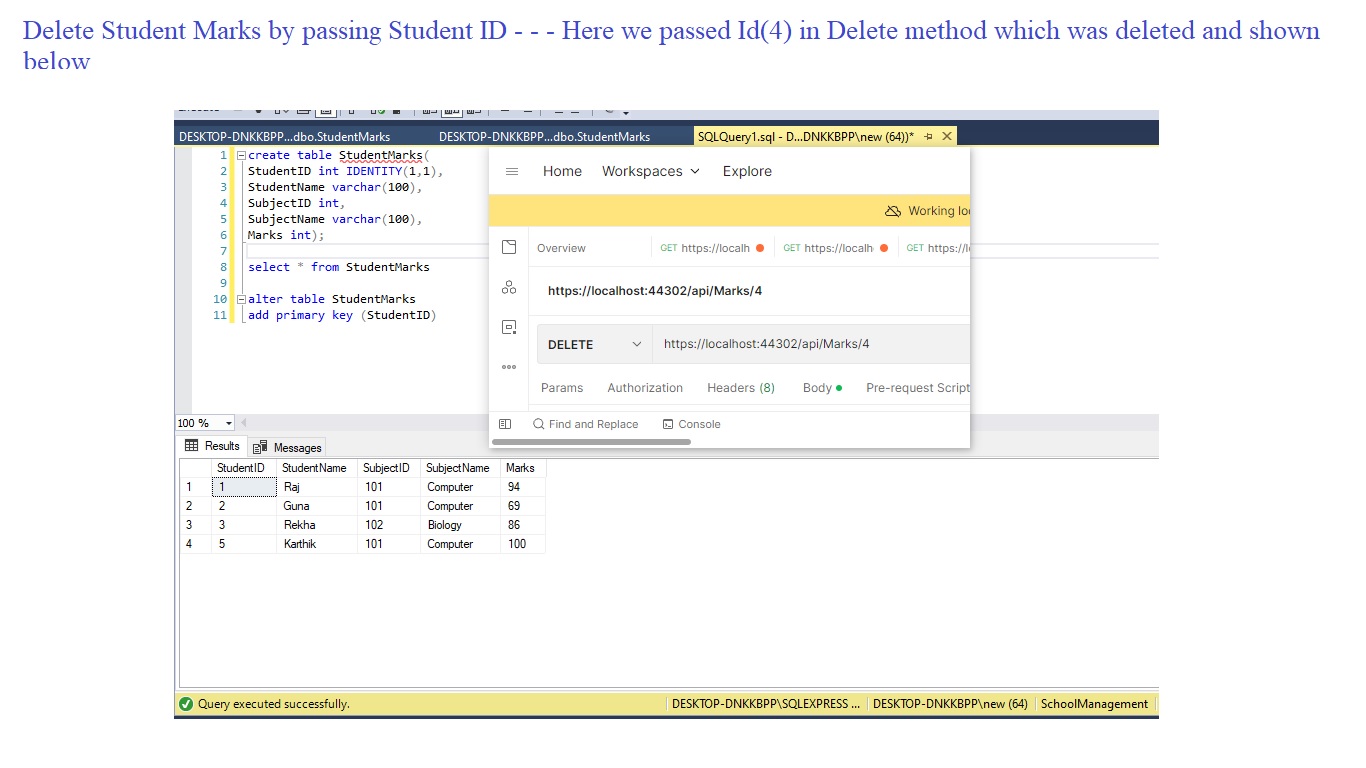 Delete Student Marks by passing Student ID - - - Here we passed Id(4) in Delete method which was deleted and shown
below
DESKTOP-DNKKBPP...dbo.StudentMarks DESKTOP-DNKKBPP...dbo.StudentMarks SQLQuery1.sql - D...DNKKBPP\new (64))*
1 create table StudentMarks(
2 StudentID int IDENTITY(1,1),
3 StudentName varchar(100),
4 SubjectID int,
5 SubjectName varchar(100),
6 Marks int);
7
8 select * from StudentMarks
9
10 alter table StudentMarks
11 add primary key (StudentID)
Home Workspaces Explore
Working
Overview GET https://localh GET https://localh GET https://l
https://localhost:44302/api/Marks/4
DELETE https://localhost:44302/api/Marks/4
Params Authorization Headers (8) Body Pre-request Script
Find and Replace Console
100 %
Results Messages
StudentID StudentName SubjectID SubjectName Marks
1 1 Raj 101 Computer 94
2 2 Guna 101 Computer 69
3 3 Rekha 102 Biology 86
4 5 Karthik 101 Computer 100
Query executed successfully. DESKTOP-DNKKBPP\SQLEXPRESS ... DESKTOP-DNKKBPP\new (64) SchoolManagement